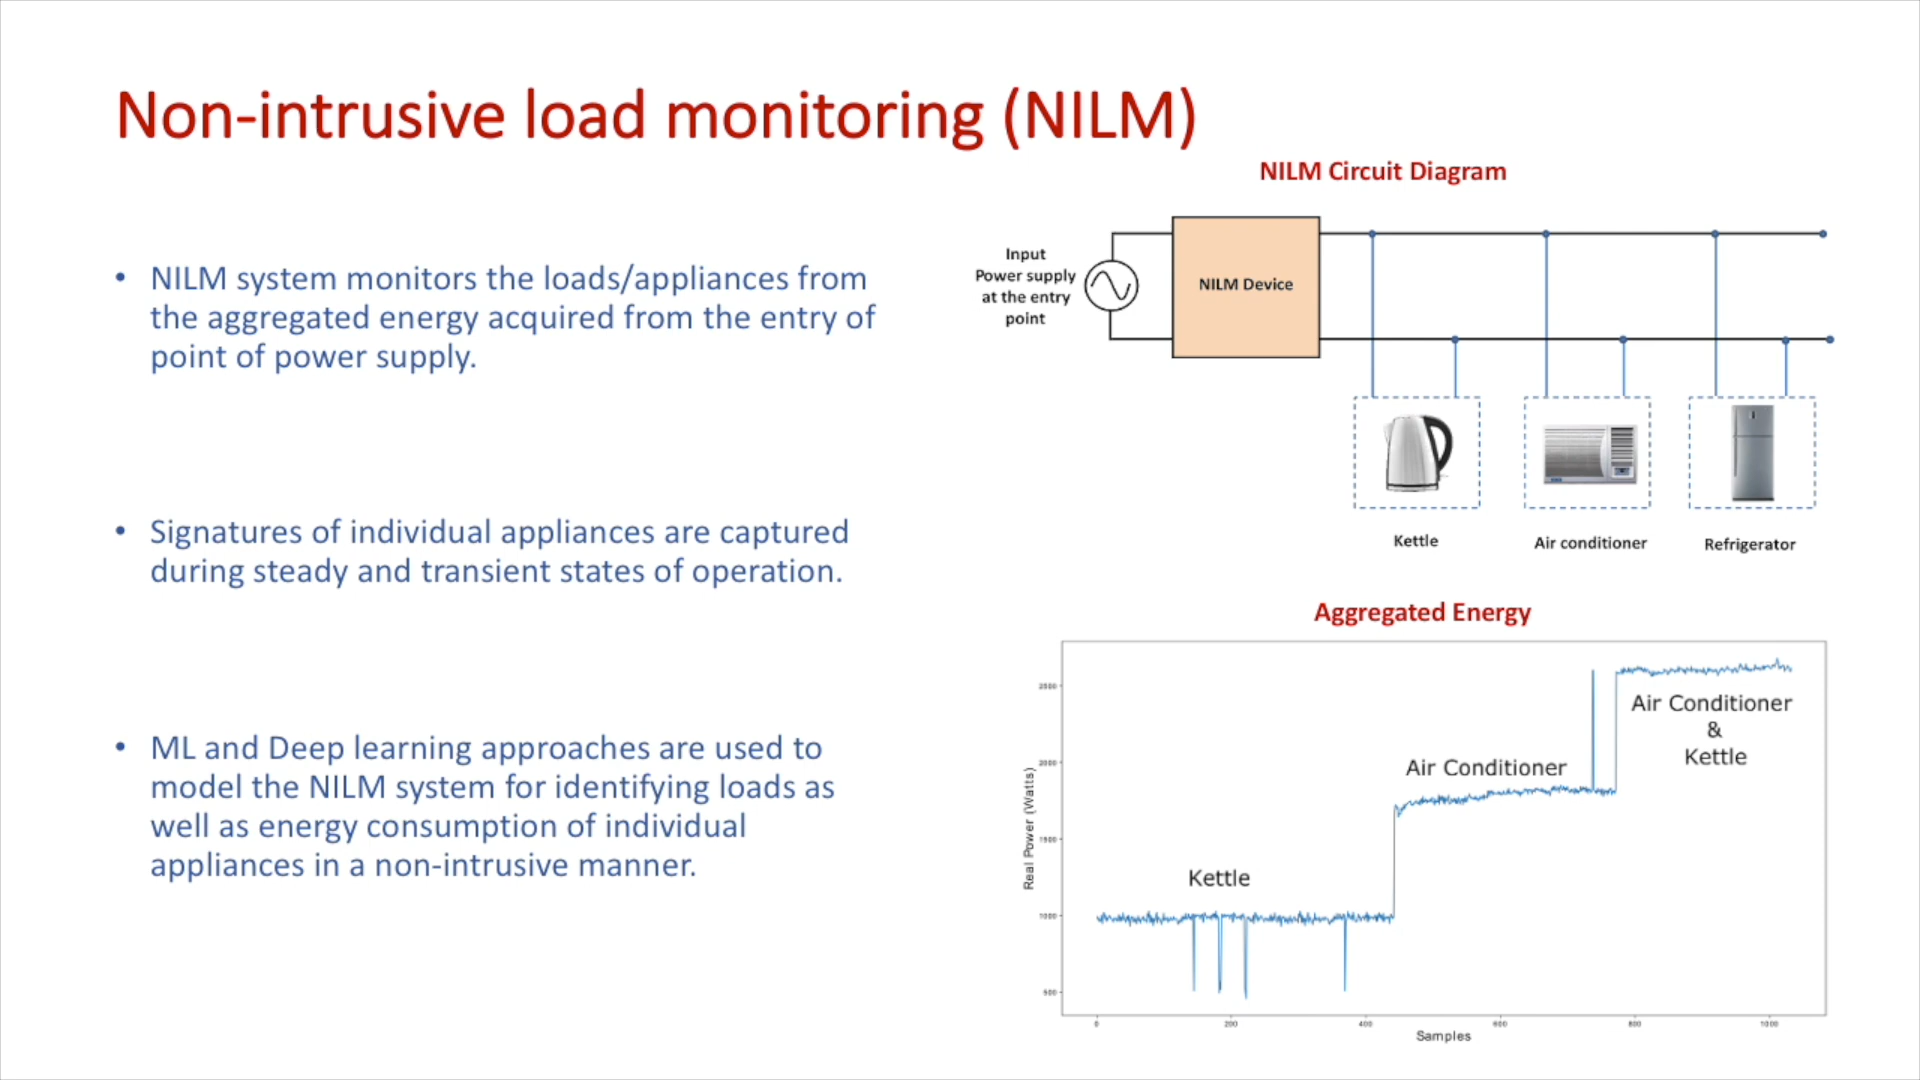 Non-intrusive load monitoring (NILM)
• NILM system monitors the loads/appliances from
the aggregated energy acquired from the entry of
point of power supply.
• Signatures of individual appliances are captured
during steady and transient states of operation.
• ML and Deep learning approaches are used to
model the NILM system for identifying loads as
well as energy consumption of individual
appliances in a non-intrusive manner.
NILM Circuit Diagram
Input
Power supply
at the entry
point
NILM Device
Kettle
Air conditioner
Refrigerator
Aggregated Energy
Real Power (Watts)
2500
2000
1500
1000
500
Kettle
Air Conditioner
Air Conditioner
&
Kettle
0 200 400 600 800 1000
Samples